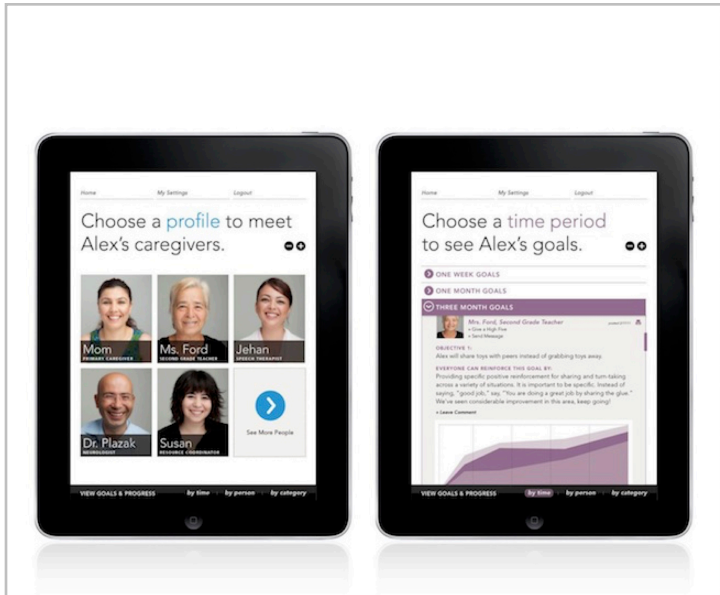 Home My Settings Logout
Choose a profile to meet
Alex's caregivers.
Mom
PRIMARY CAREGIVER
Ms. Ford
SECOND GRADE TEACHER
Jehan
SPEECH THERAPIST
Dr. Plazak
NEUROLOGIST
Susan
RESOURCE COORDINATOR
See More People
VIEW GOALS & PROGRESS by time by person by category
Home My Settings Logout
Choose a time period
to see Alex's goals.
ONE WEEK GOALS
ONE MONTH GOALS
THREE MONTH GOALS
Mrs. Ford, Second Grade Teacher
+ Give a High Five
+ Send Message
OBJECTIVE 1:
Alex will share toys with peers instead of grabbing toys away.
EVERYONE CAN REINFORCE THIS GOAL BY:
Providing specific positive reinforcement for sharing and turn-taking
across a variety of situations. It is important to be specific. Instead of
saying, "good job," say, "You are doing a great job by sharing the glue."
We've seen considerable improvement in this area, keep going!
+ Leave Comment
VIEW GOALS & PROGRESS by time by person by category